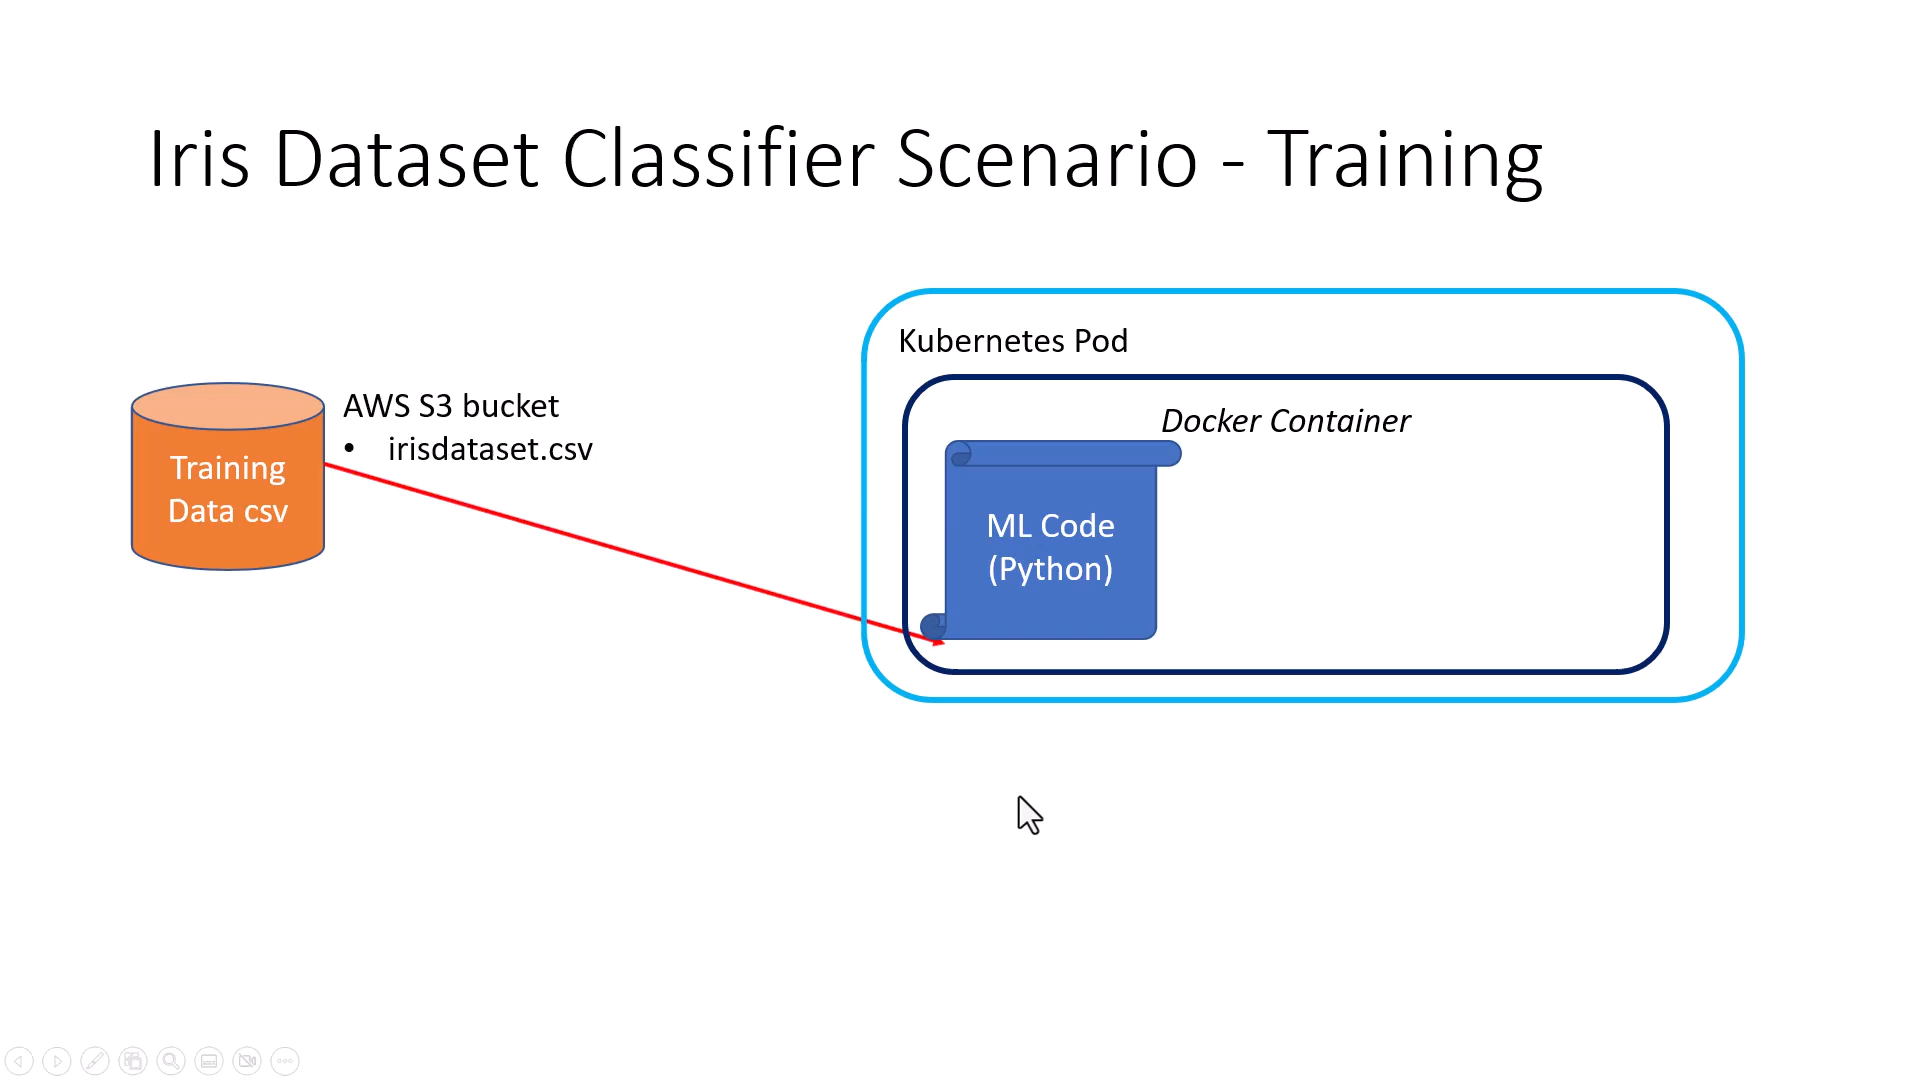 Iris Dataset Classifier Scenario - Training
Kubernetes Pod
AWS S3 bucket
• irisdataset.csv
Training
Data csv
Docker Container
ML Code
(Python)